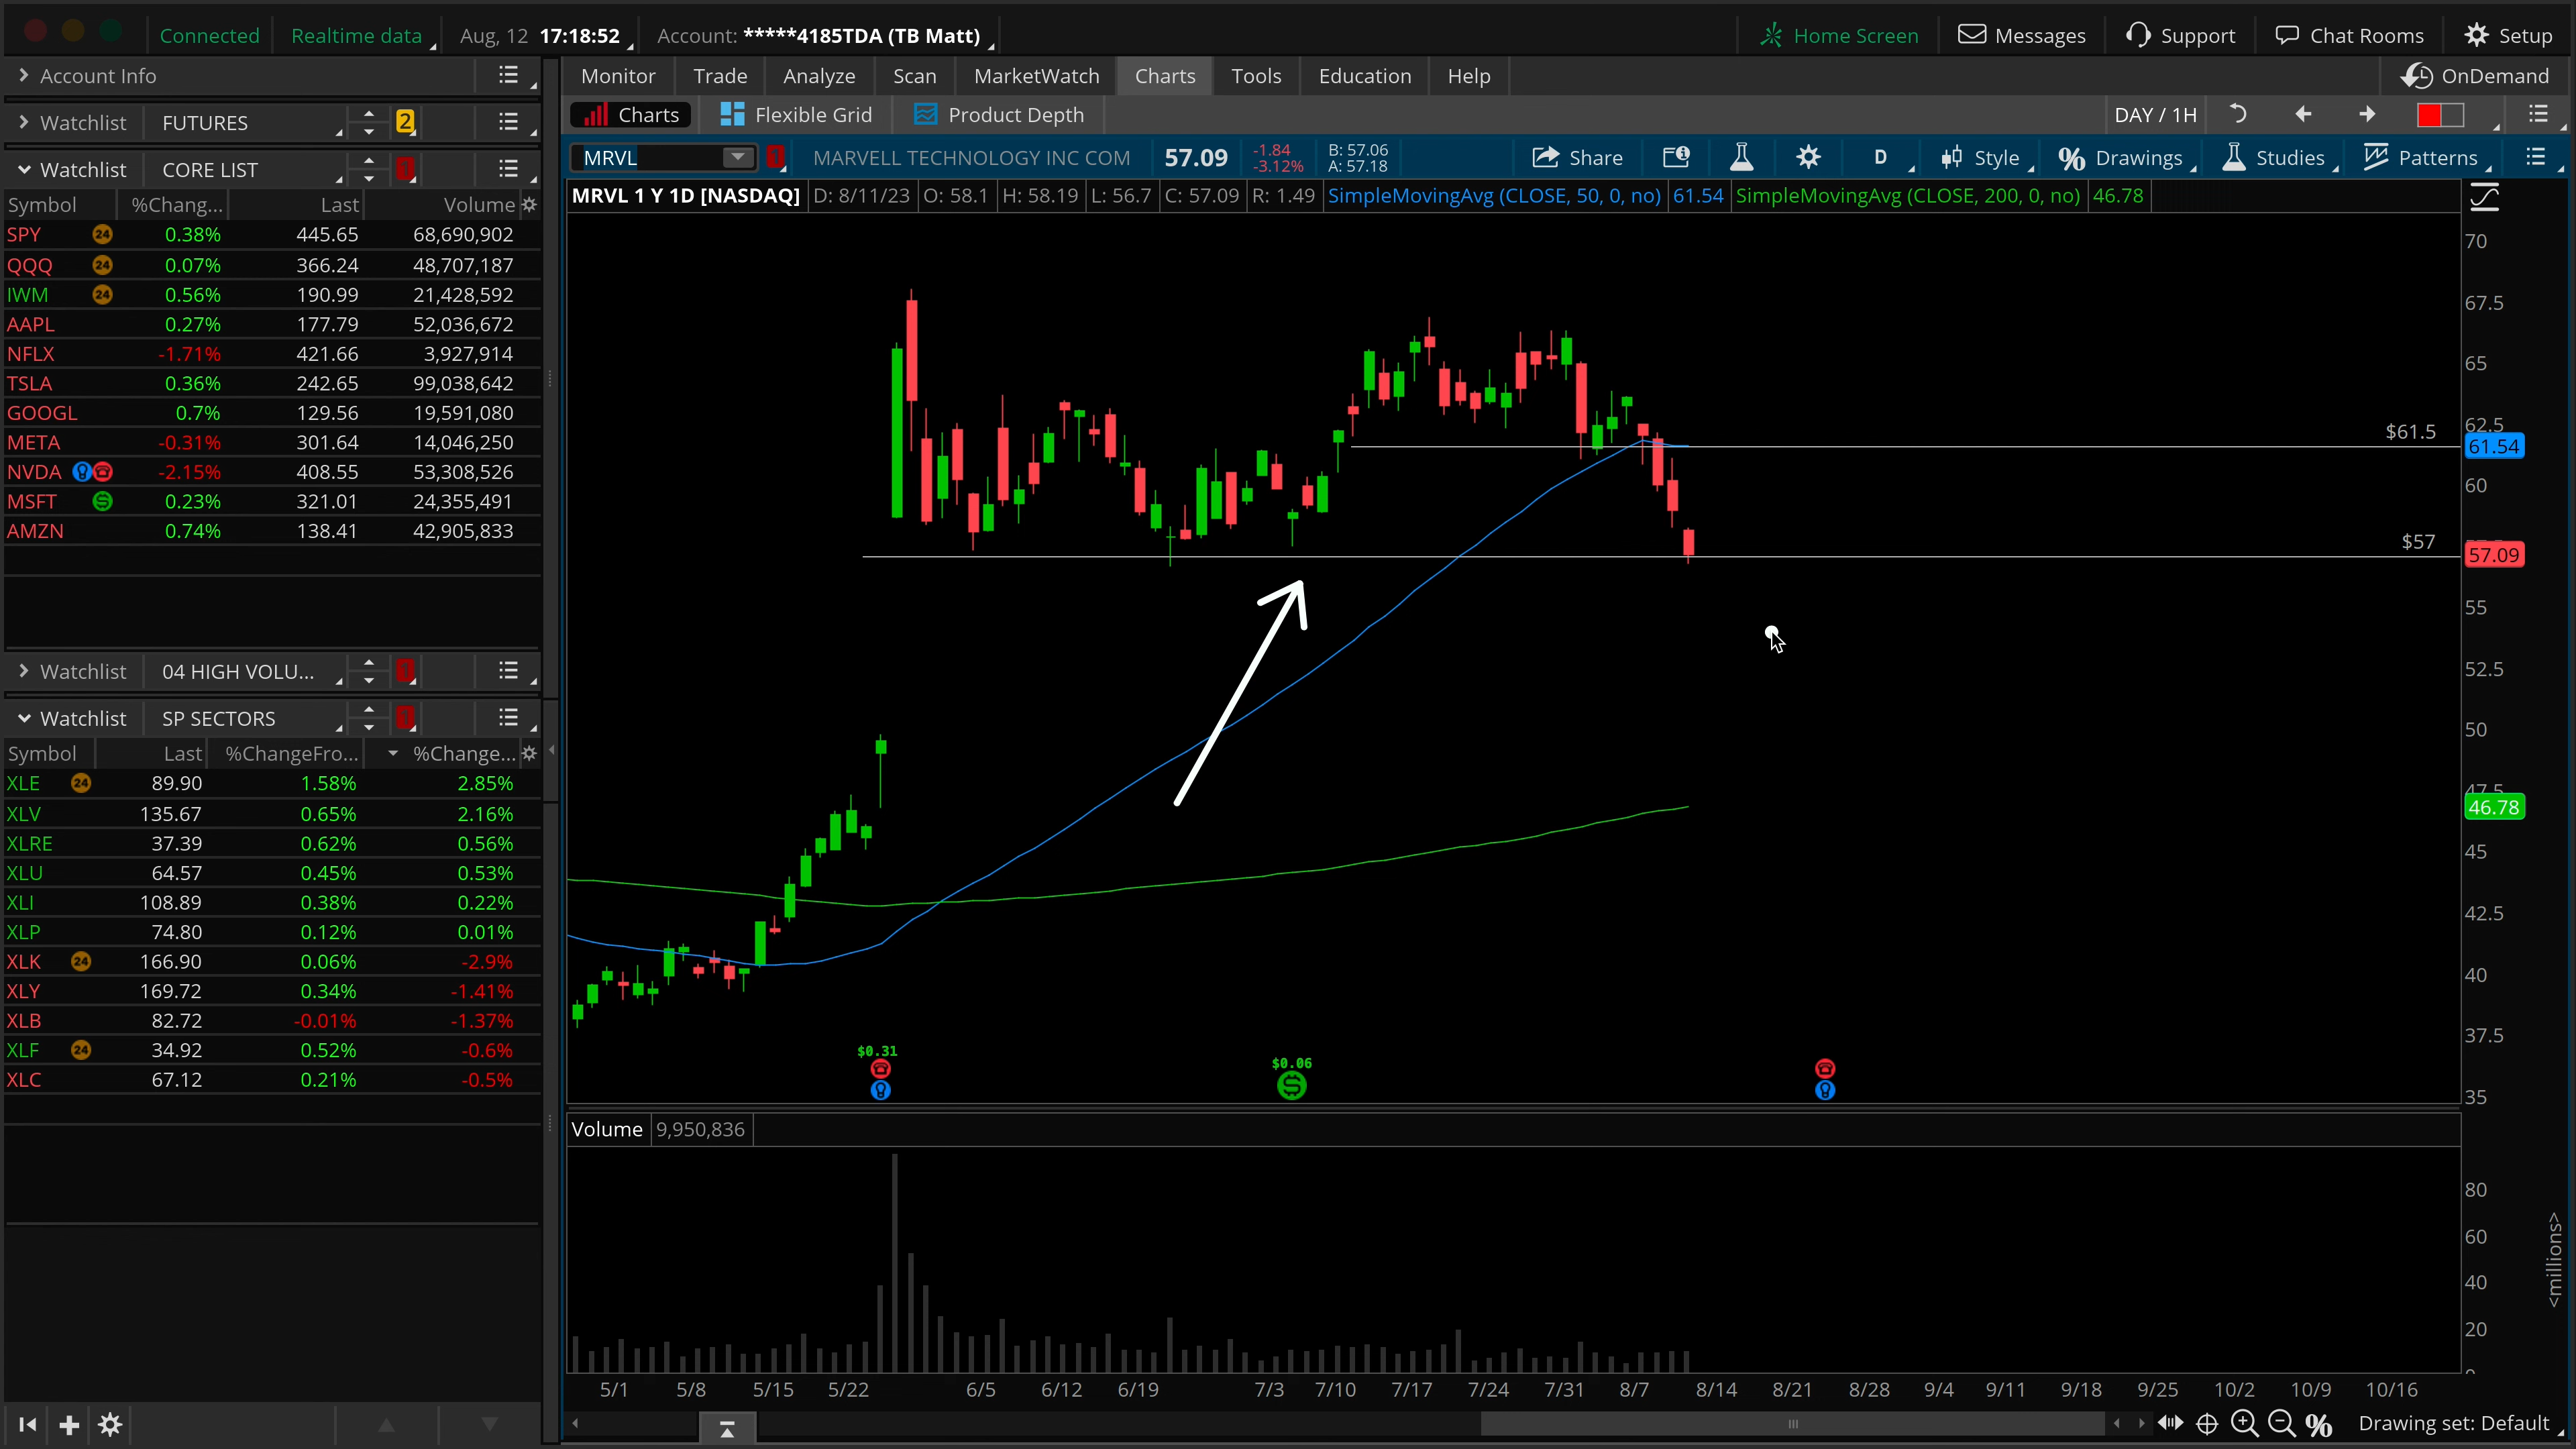 Connected Realtime data Aug, 12 17:18:52 Account: *****4185TDA (TB Matt) Home Screen Messages Support Chat Rooms Setup
Account Info
Monitor Trade Analyze Scan MarketWatch Charts Tools Education Help OnDemand
Watchlist FUTURES 2
Charts Flexible Grid Product Depth DAY / 1H
Watchlist CORE LIST 1
MRVL 1 MARVELL TECHNOLOGY INC COM 57.09 -1.84 -3.12% B: 57.06 A: 57.18 Share D Style Drawings Studies Patterns
MRVL 1 Y 1D [NASDAQ] D: 8/11/23 O: 58.1 H: 58.19 L: 56.7 C: 57.09 R: 1.49 SimpleMovingAvg (CLOSE, 50, 0, no) 61.54 SimpleMovingAvg (CLOSE, 200, 0, no) 46.78
Symbol %Chang... Last Volume
SPY 24 0.38% 445.65 68,690,902
QQQ 24 0.07% 366.24 48,707,187
IWM 24 0.56% 190.99 21,428,592
AAPL 0.27% 177.79 52,036,672
NFLX -1.71% 421.66 3,927,914
TSLA 0.36% 242.65 99,038,642
GOOGL 0.7% 129.56 19,591,080
META -0.31% 301.64 14,046,250
NVDA -2.15% 408.55 53,308,526
MSFT 0.23% 321.01 24,355,491
AMZN 0.74% 138.41 42,905,833
Watchlist 04 HIGH VOLU... 1
Watchlist SP SECTORS 1
Symbol Last %ChangeFro... %Change...
XLE 24 89.90 1.58% 2.85%
XLV 135.67 0.65% 2.16%
XLRE 37.39 0.62% 0.56%
XLU 64.57 0.45% 0.53%
XLI 108.89 0.38% 0.22%
XLP 74.80 0.12% 0.01%
XLK 24 166.90 0.06% -2.9%
XLY 169.72 0.34% -1.41%
XLB 82.72 -0.01% -1.37%
XLF 24 34.92 0.52% -0.6%
XLC 67.12 0.21% -0.5%
70
67.5
65
62.5
$61.5
61.54
60
$57
57.09
55
52.5
50
47.5
46.78
45
42.5
40
37.5
35
$0.31
$0.06
Volume 9,950,836
80
60
40
20
<millions>
5/1 5/8 5/15 5/22 6/5 6/12 6/19 7/3 7/10 7/17 7/24 7/31 8/7 8/14 8/21 8/28 9/4 9/11 9/18 9/25 10/2 10/9 10/16
Drawing set: Default